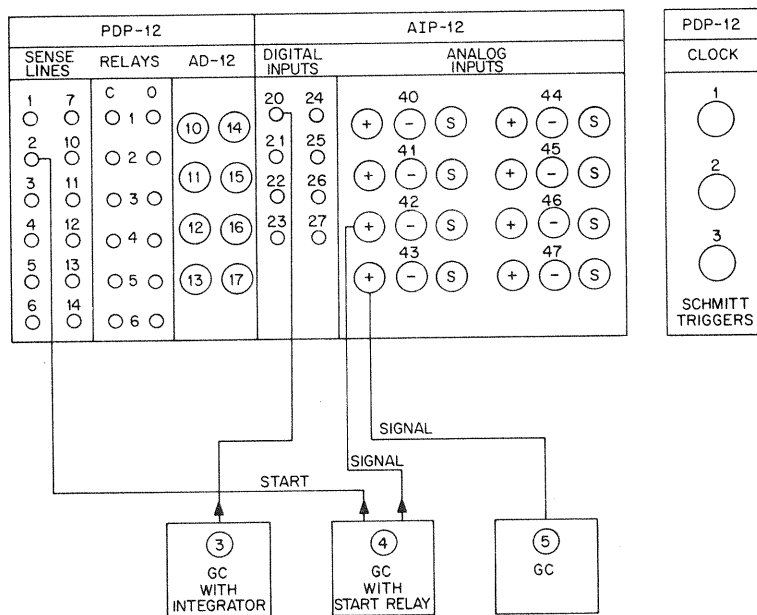 PDP-12 AIP-12 PDP-12
SENSE LINES RELAYS AD-12 DIGITAL INPUTS ANALOG INPUTS CLOCK
1 7 C O 20 24 40 44 1
1 10 14 + - S + - S
2 10 2 21 25 41 45
11 15 + - S + - S 2
3 11 3 22 26 42 46
4 12 4 12 16 23 27 + - S + - S 3
43 47
5 13 5 13 17 + - S + - S
6 14 6 SCHMITT TRIGGERS
SIGNAL
SIGNAL
START
3 4 5
GC GC GC
WITH WITH
INTEGRATOR START RELAY